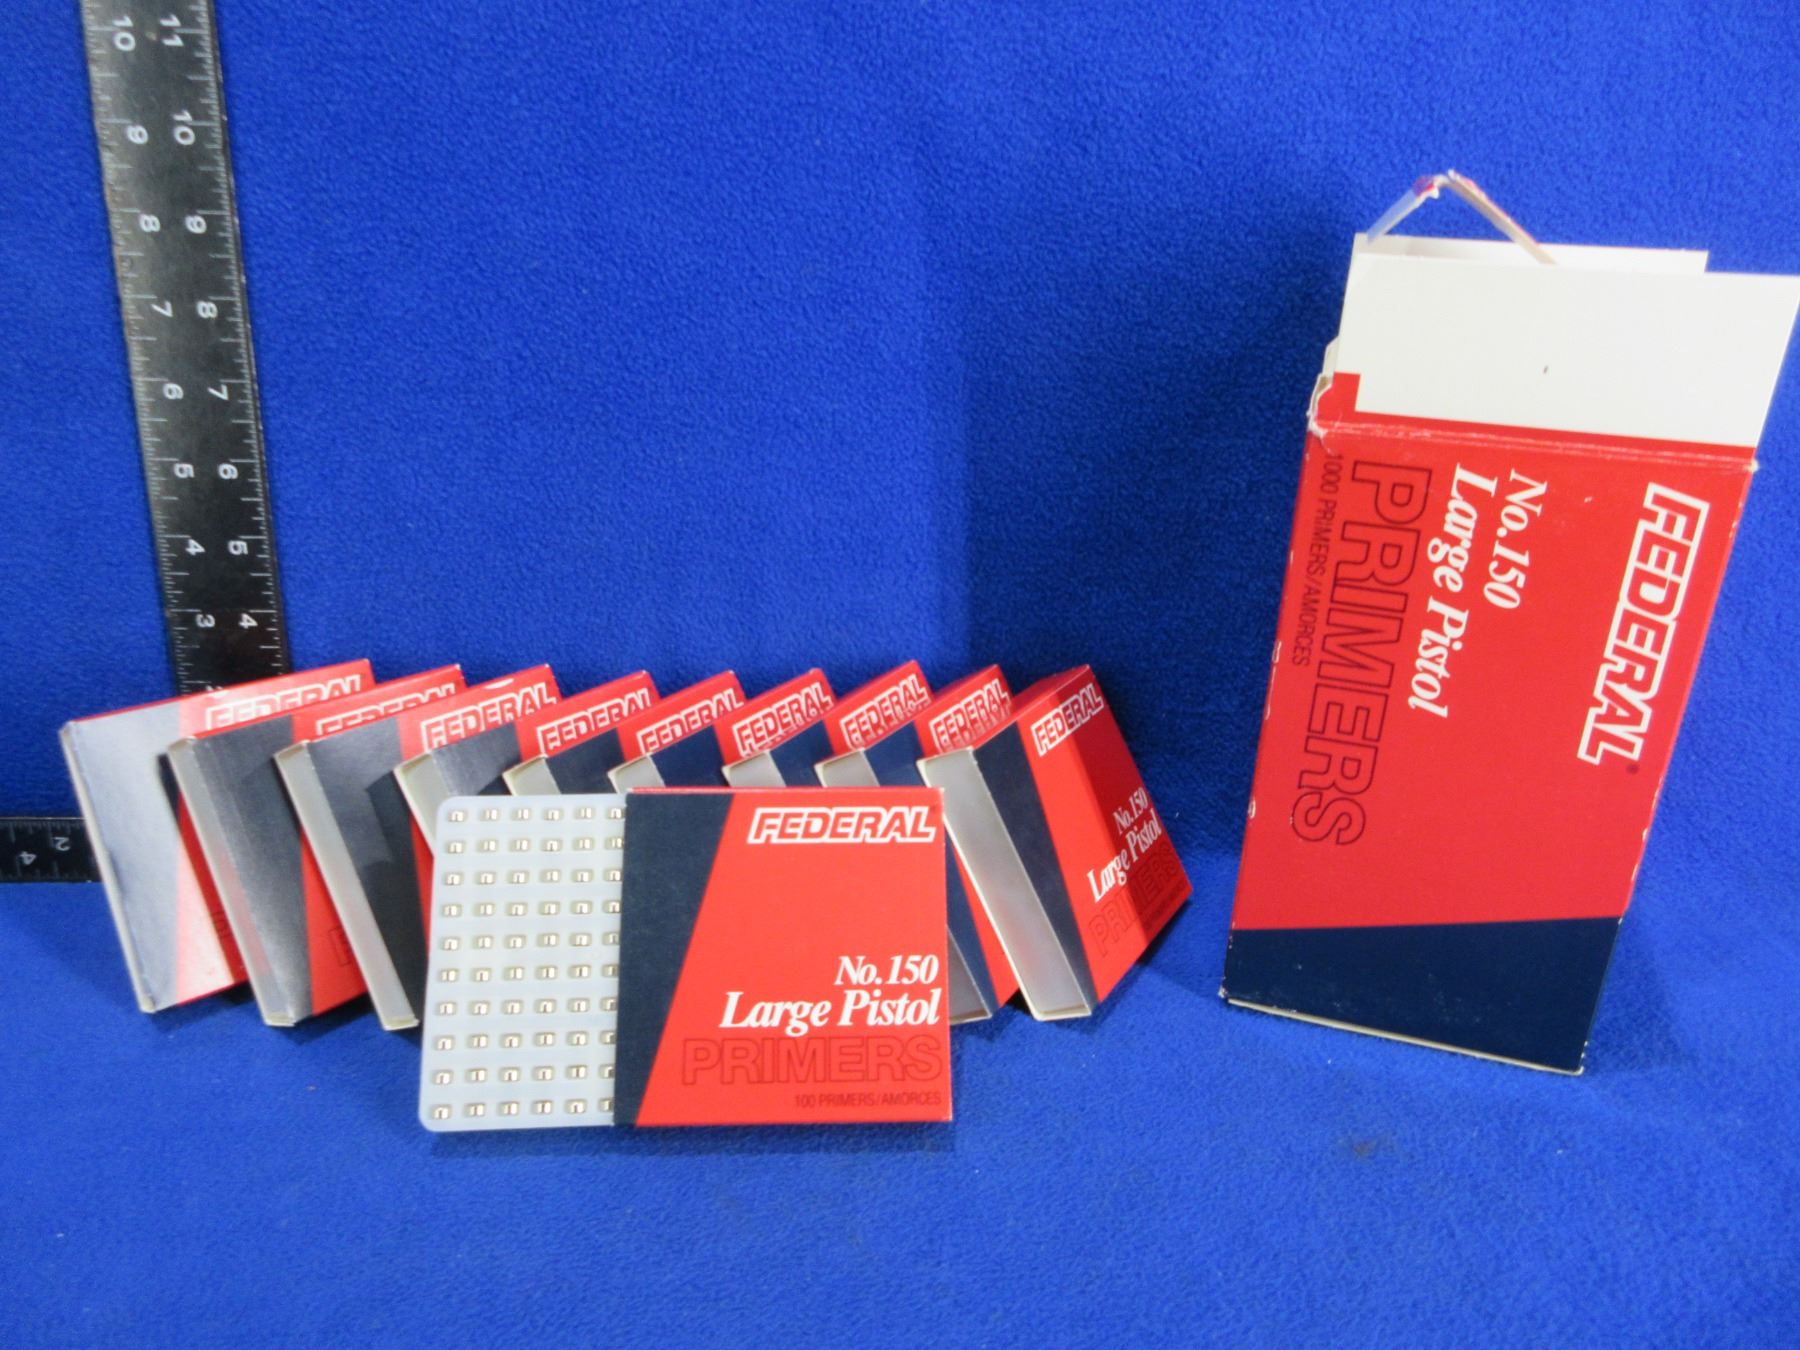 11
10
10
9
9
8
8
7
7
6
6
5
5
4
4
3
2
4
FEDERAL
FEDERAL
FEDERAL
FEDERAL
FEDERAL
FEDERAL
FEDERAL
FEDERAL
FEDERAL
No.150
Large Pistol
PRIMERS
FEDERAL
No.150
Large Pistol
PRIMERS
100 PRIMERS/AMORCES
FEDERAL®
No.150
Large Pistol
PRIMERS
1000 PRIMERS/AMORCES